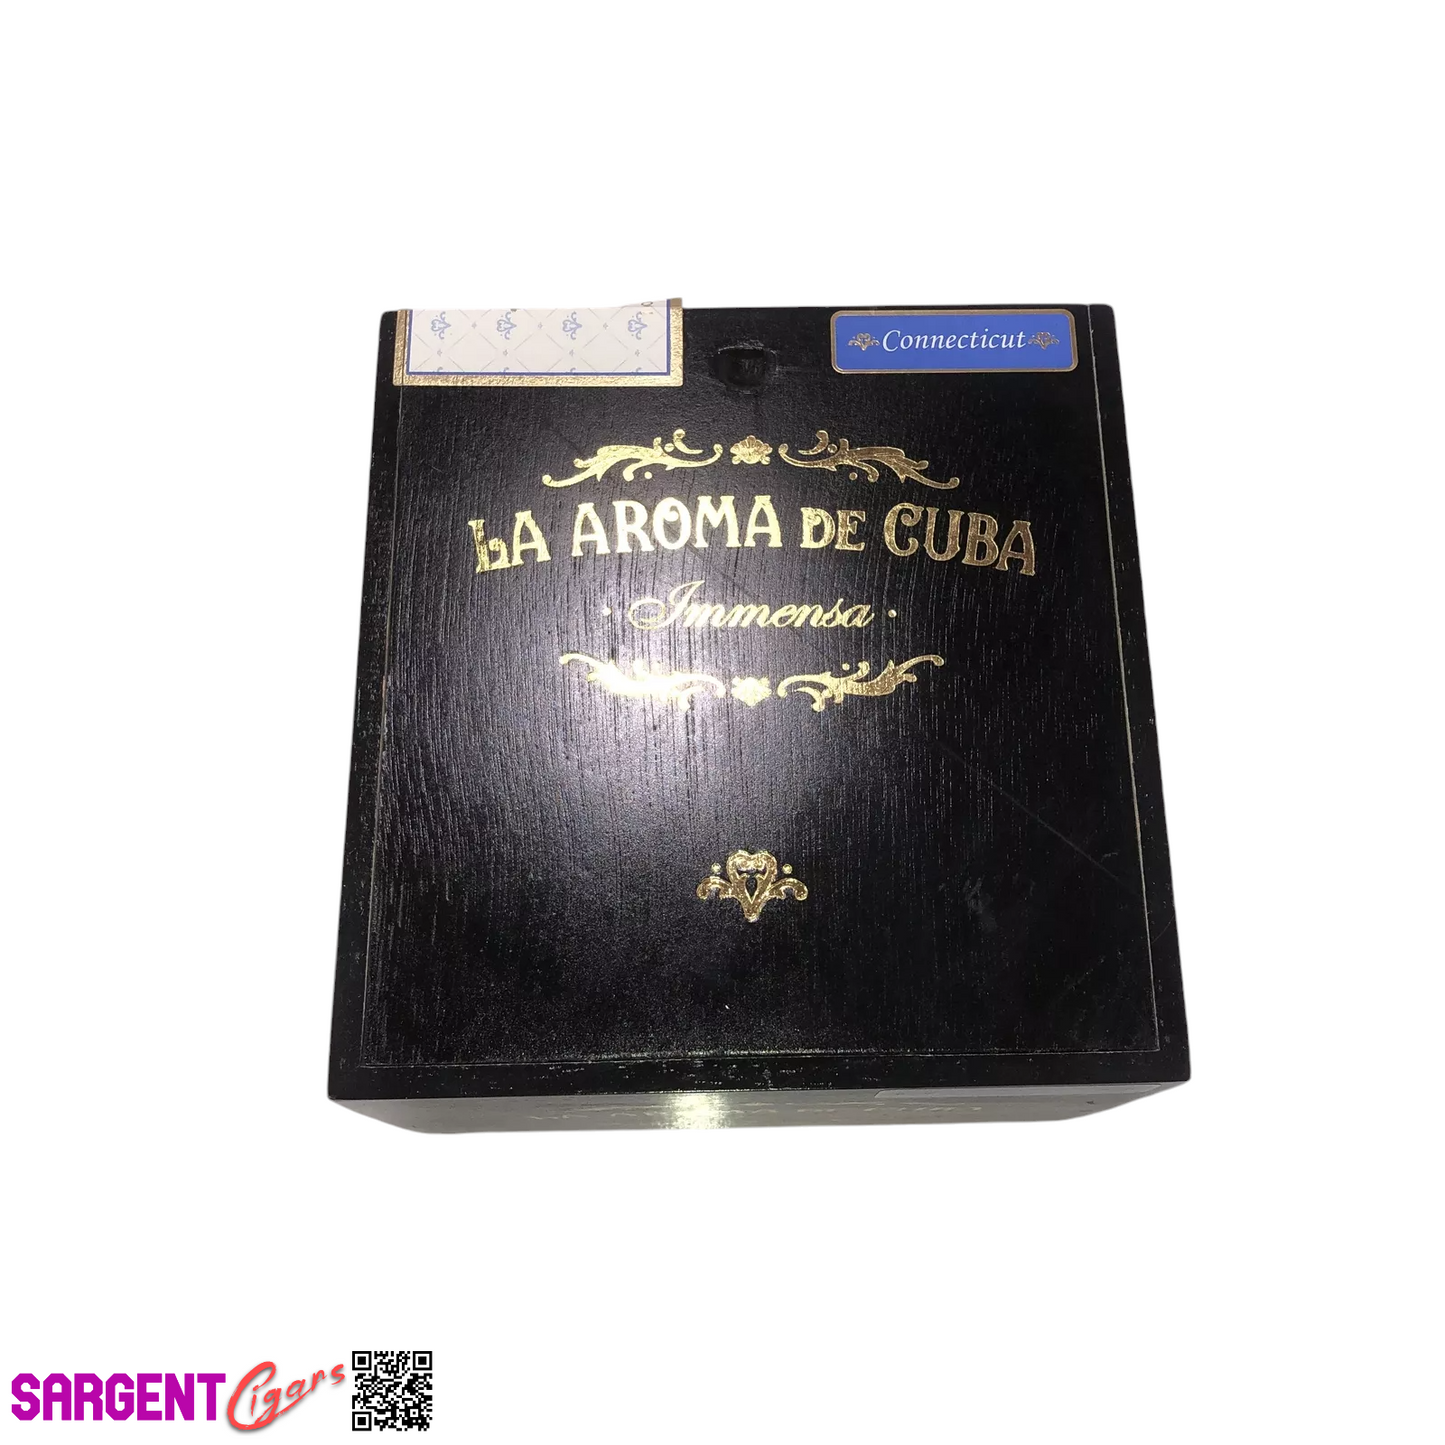 Connecticut
LA AROMA DE CUBA
· Immensa ·
SARGENT Cigars